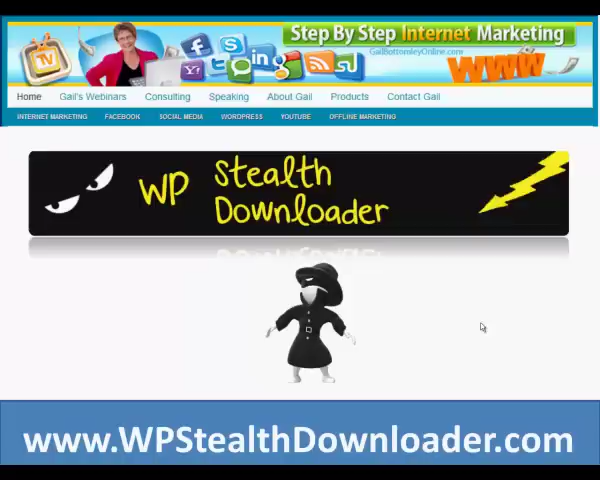 Step By Step Internet Marketing
GailBottomleyOnline.com
TV
WWW
Home Gail's Webinars Consulting Speaking About Gail Products Contact Gail
INTERNET MARKETING FACEBOOK SOCIAL MEDIA WORDPRESS YOUTUBE OFFLINE MARKETING
WP Stealth
Downloader
www.WPStealthDownloader.com